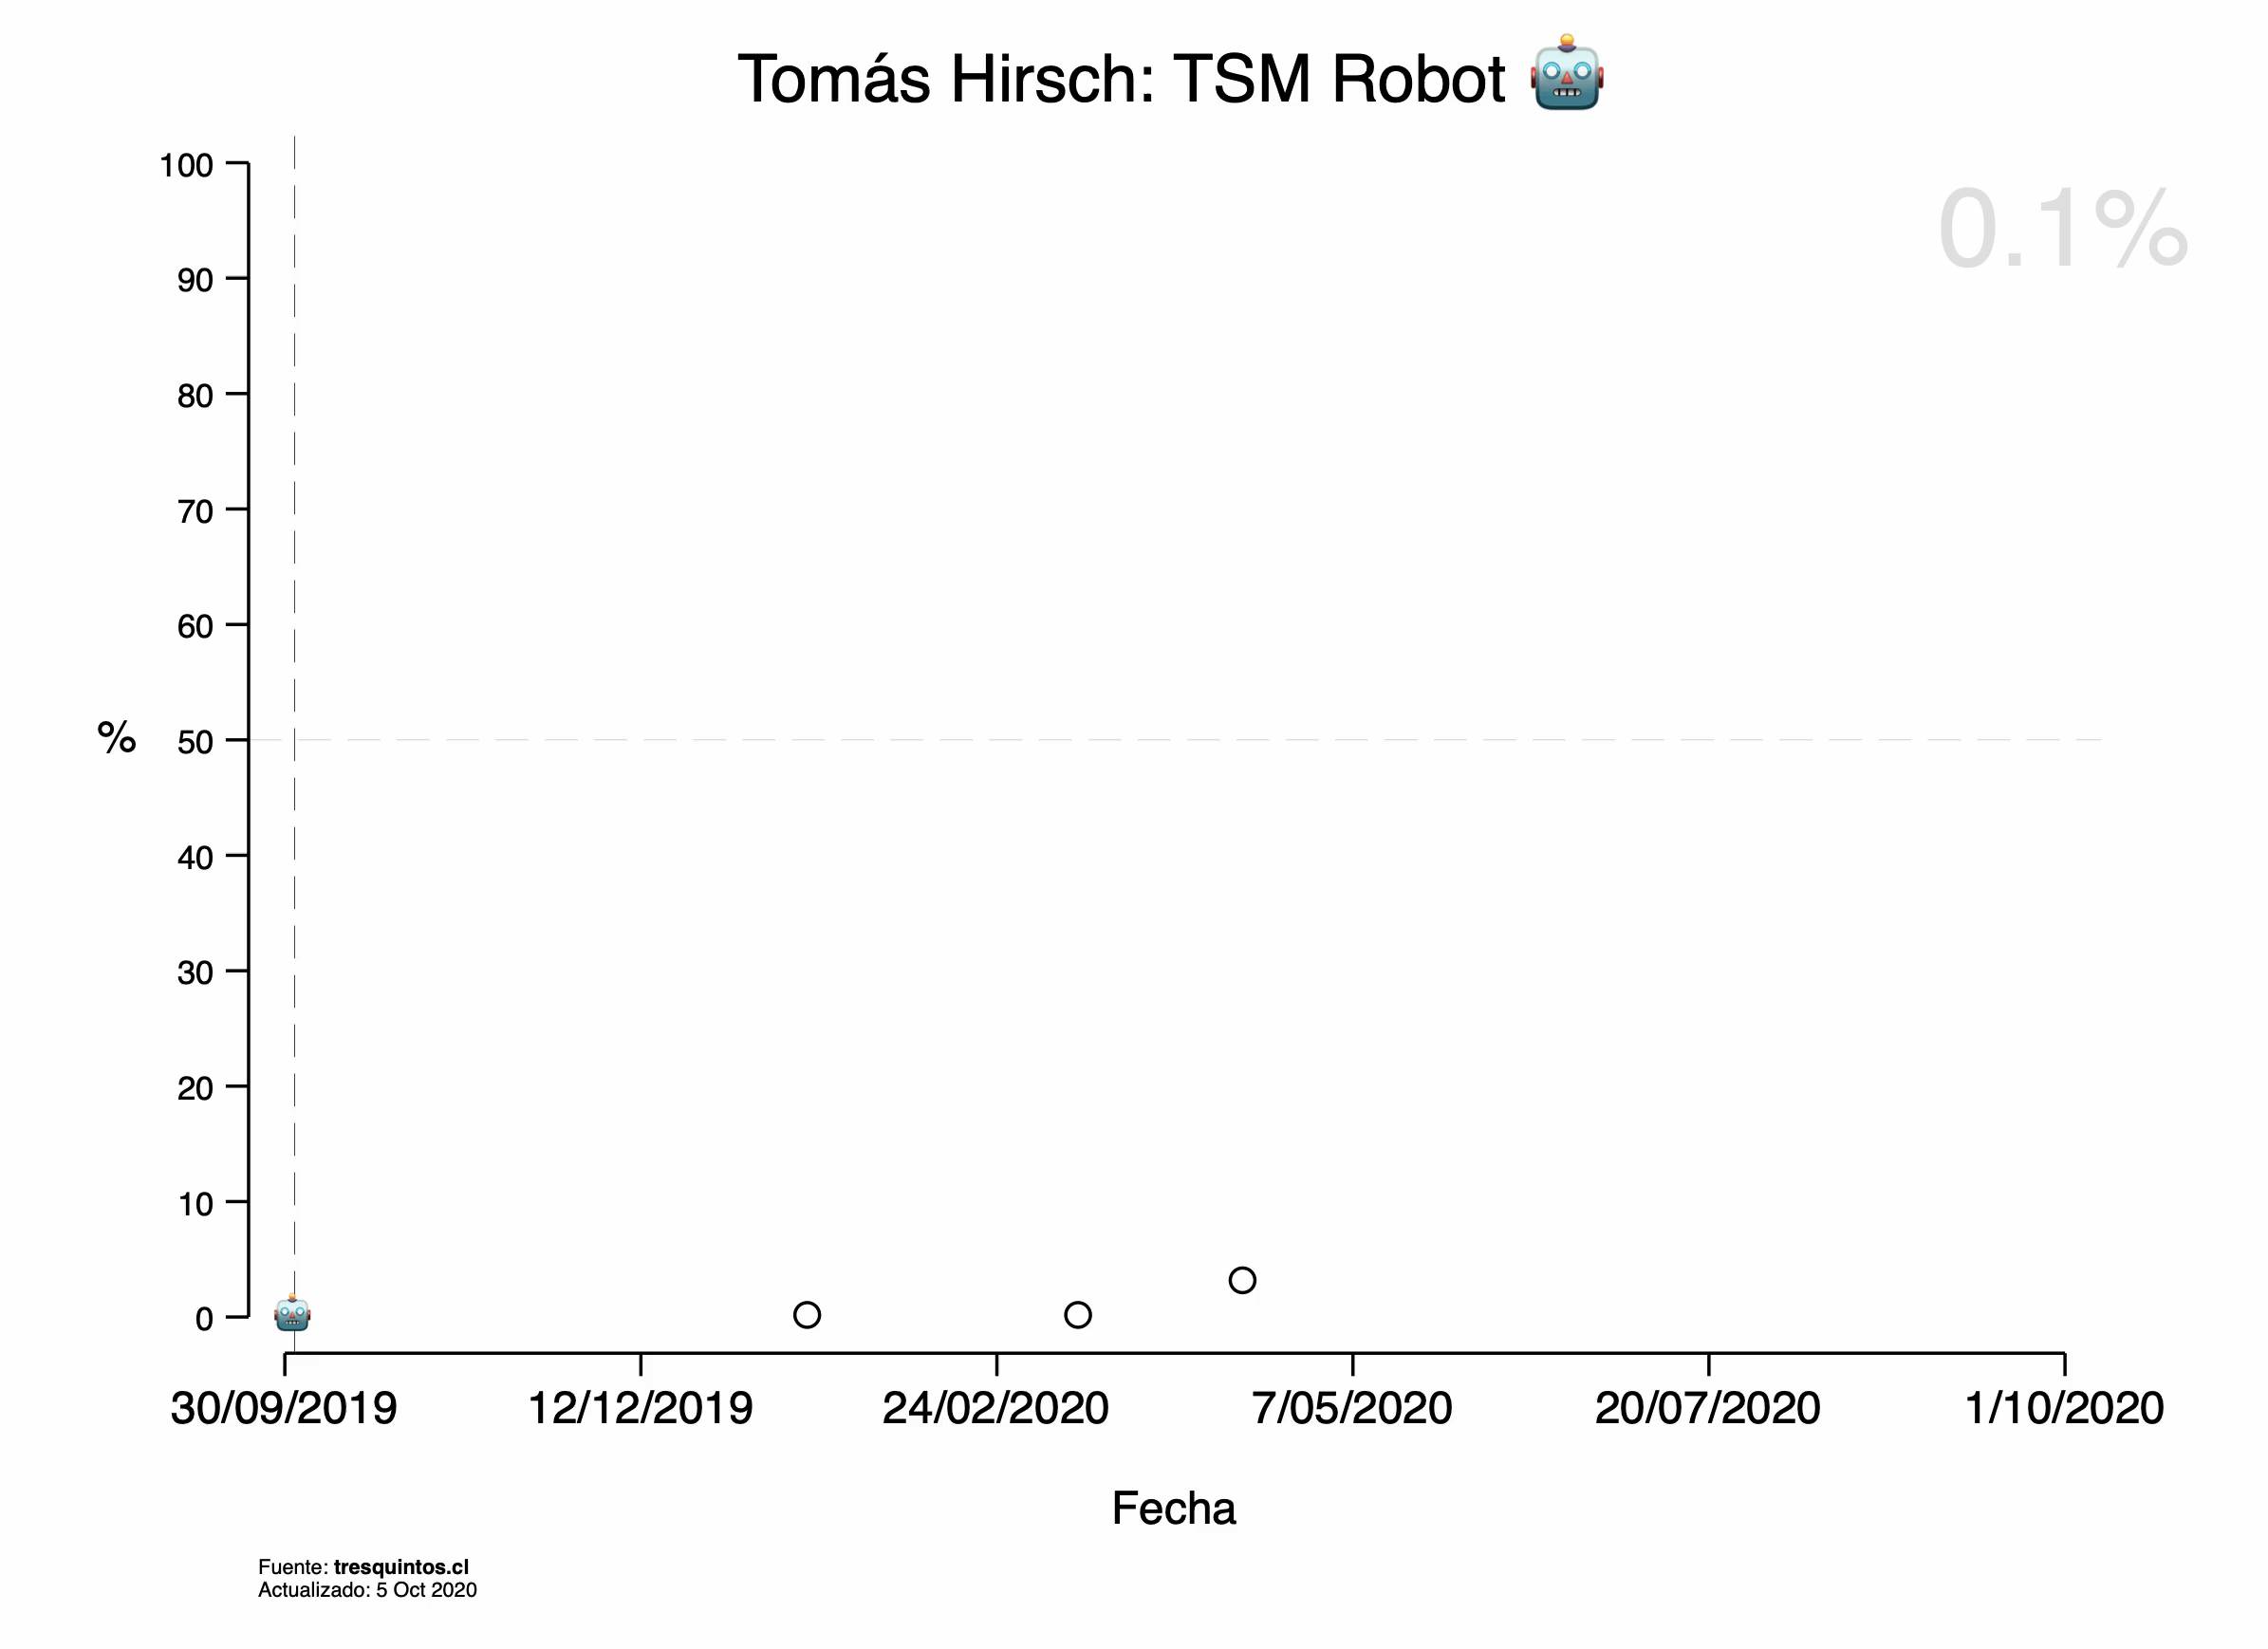 Tomás Hirsch: TSM Robot 🤖
0.1%
100
90
80
70
60
50
40
30
20
10
0
%
30/09/2019 12/12/2019 24/02/2020 7/05/2020 20/07/2020 1/10/2020
Fecha
Fuente: tresquintos.cl
Actualizado: 5 Oct 2020